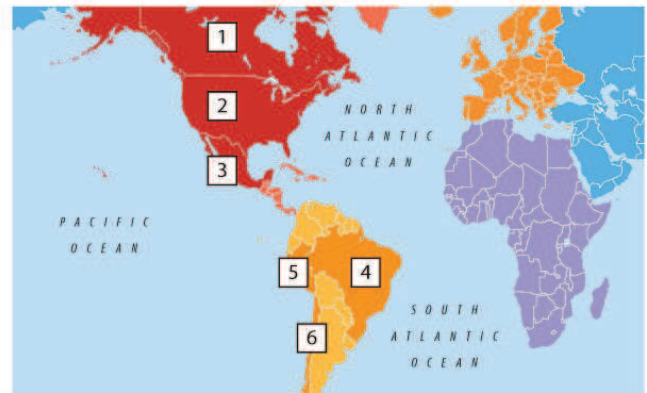 1
2
NORTH
ATLANTIC
OCEAN
3
PACIFIC
OCEAN
5
4
SOUTH
ATLANTIC
OCEAN
6